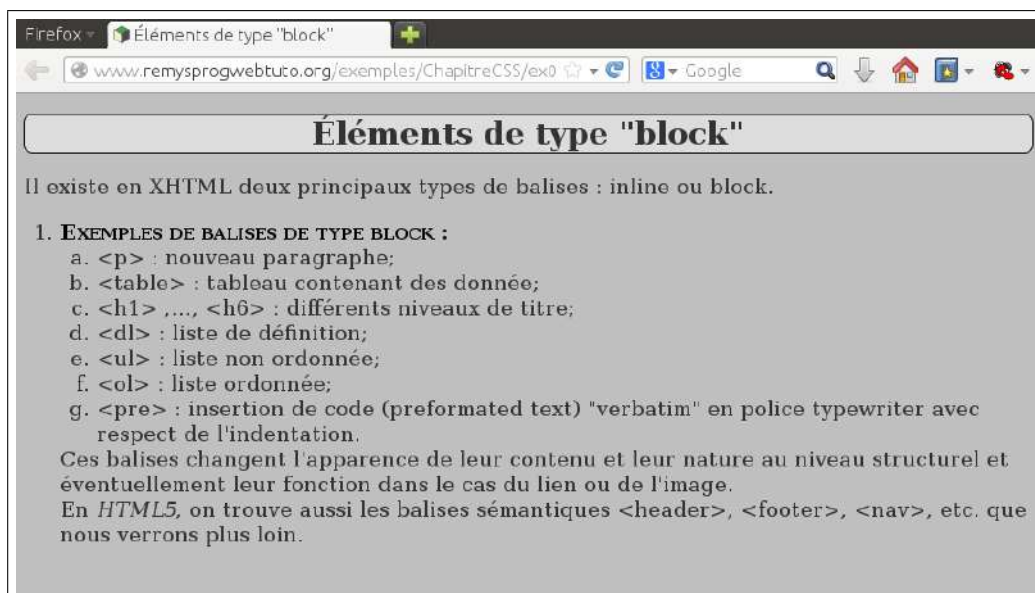 Firefox
Éléments de type "block"
www.remysprogwebtuto.org/exemples/ChapitreCSS/ex0
Google
Éléments de type "block"
Il existe en XHTML deux principaux types de balises : inline ou block.
1. EXEMPLES DE BALISES DE TYPE BLOCK :
a. <p> : nouveau paragraphe;
b. <table> : tableau contenant des donnée;
c. <h1> ,..., <h6> : différents niveaux de titre;
d. <dl> : liste de définition;
e. <ul> : liste non ordonnée;
f. <ol> : liste ordonnée;
g. <pre> : insertion de code (preformated text) "verbatim" en police typewriter avec
respect de l'indentation.
Ces balises changent l'apparence de leur contenu et leur nature au niveau structurel et
éventuellement leur fonction dans le cas du lien ou de l'image.
En HTML5, on trouve aussi les balises sémantiques <header>, <footer>, <nav>, etc. que
nous verrons plus loin.